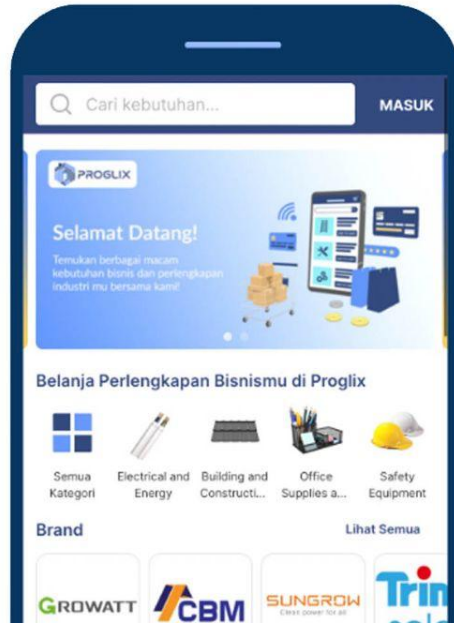 Cari kebutuhan...
MASUK
PROGLIX
Selamat Datang!
Temukan berbagai macam
kebutuhan bisnis dan perlengkapan
industri mu bersama kami!
Belanja Perlengkapan Bisnismu di Proglix
Semua
Kategori
Electrical and
Energy
Building and
Constructi...
Office
Supplies a...
Safety
Equipment
Brand
Lihat Semua
GROWATT
CBM
SUNGROW
Clean power for all
Trin